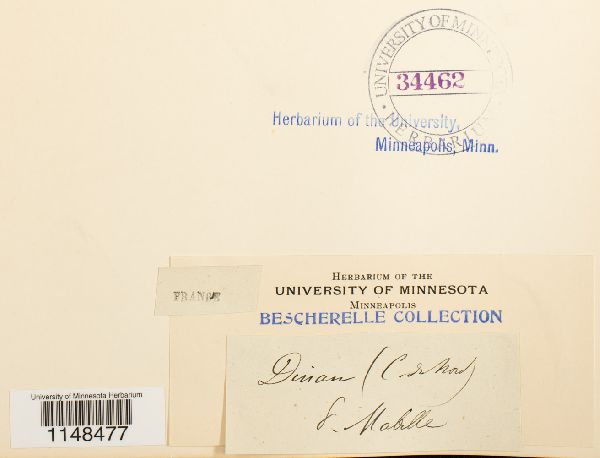 UNIVERSITY OF MINNESOTA
34462
HERBARIUM
Herbarium of the University,
Minneapolis, Minn.
FRANCE
HERBARIUM OF THE
UNIVERSITY OF MINNESOTA
MINNEAPOLIS
BESCHERELLE COLLECTION
Dinan (C. du Nord)
Mabille
University of Minnesota Herbarium
1148477